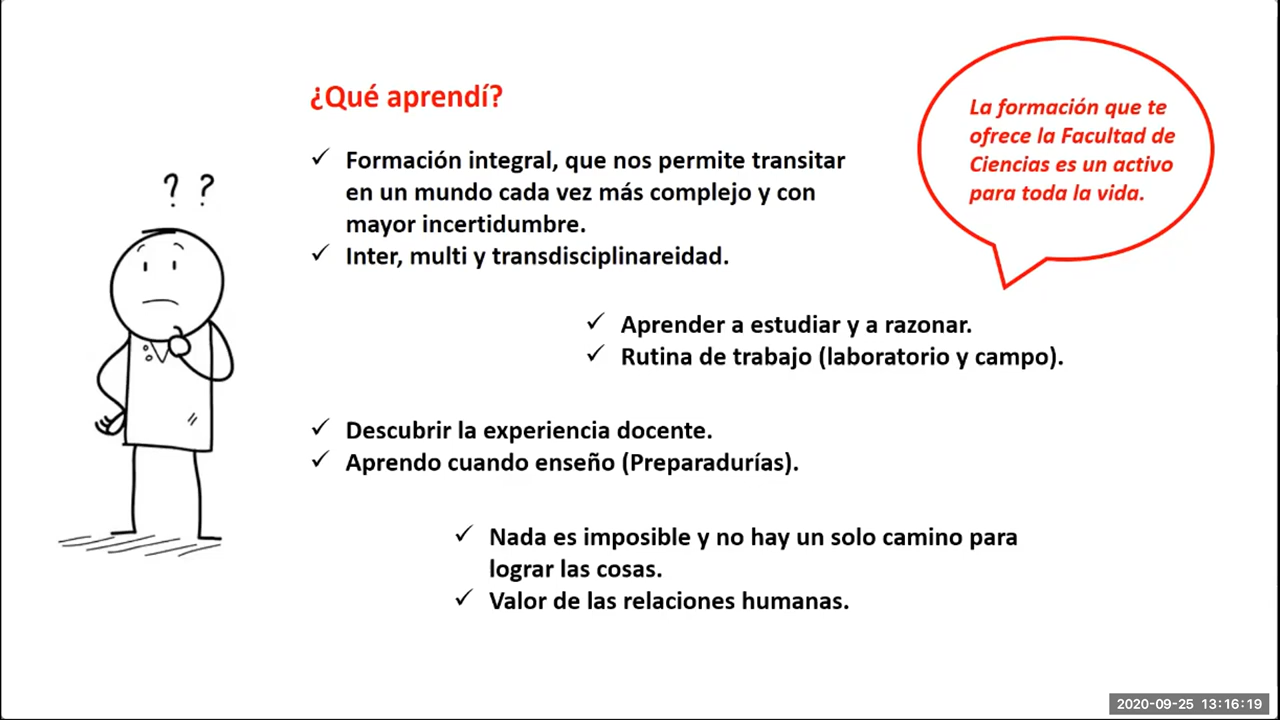 ¿Qué aprendí?
La formación que te
ofrece la Facultad de
Ciencias es un activo
para toda la vida.
✓ Formación integral, que nos permite transitar
en un mundo cada vez más complejo y con
mayor incertidumbre.
✓ Inter, multi y transdisciplinareidad.
✓ Aprender a estudiar y a razonar.
✓ Rutina de trabajo (laboratorio y campo).
✓ Descubrir la experiencia docente.
✓ Aprendo cuando enseño (Preparadurías).
✓ Nada es imposible y no hay un solo camino para
lograr las cosas.
✓ Valor de las relaciones humanas.
? ?
2020-09-25 13:16:19